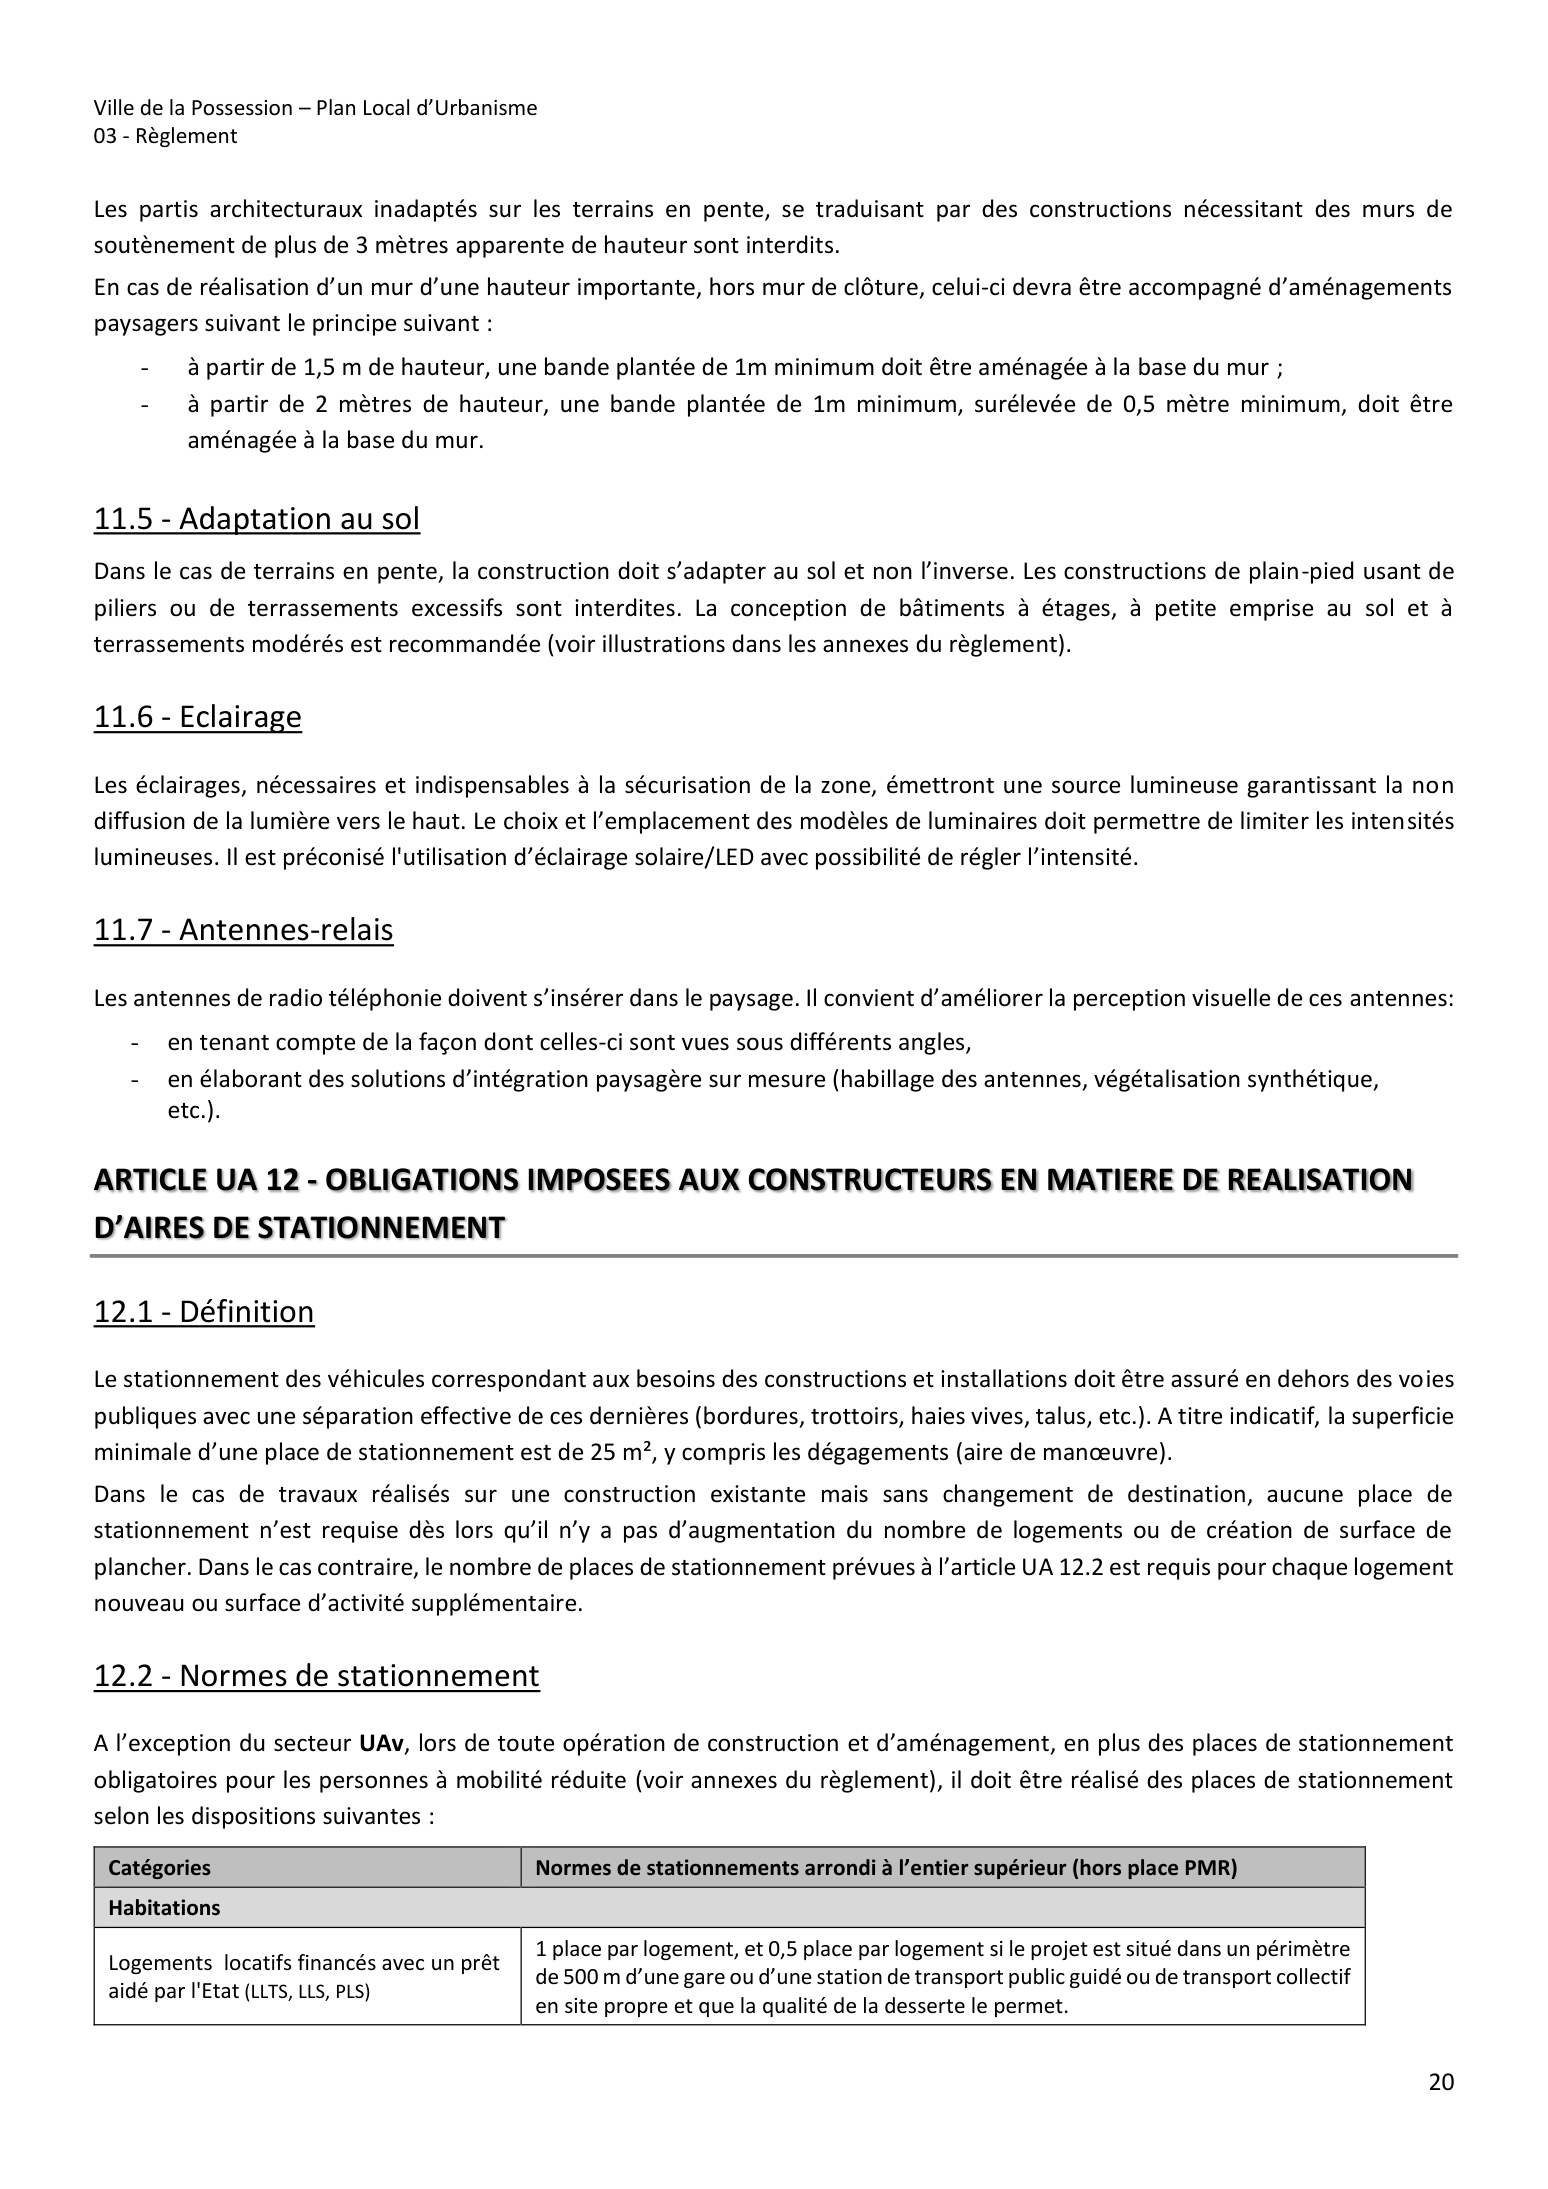 Ville de la Possession – Plan Local d’Urbanisme
03 - Règlement
Les partis architecturaux inadaptés sur les terrains en pente, se traduisant par des constructions nécessitant des murs de
soutènement de plus de 3 mètres apparente de hauteur sont interdits.
En cas de réalisation d’un mur d’une hauteur importante, hors mur de clôture, celui-ci devra être accompagné d’aménagements
paysagers suivant le principe suivant :
- à partir de 1,5 m de hauteur, une bande plantée de 1m minimum doit être aménagée à la base du mur ;
- à partir de 2 mètres de hauteur, une bande plantée de 1m minimum, surélevée de 0,5 mètre minimum, doit être
aménagée à la base du mur.
11.5 - Adaptation au sol
Dans le cas de terrains en pente, la construction doit s’adapter au sol et non l’inverse. Les constructions de plain-pied usant de
piliers ou de terrassements excessifs sont interdites. La conception de bâtiments à étages, à petite emprise au sol et à
terrassements modérés est recommandée (voir illustrations dans les annexes du règlement).
11.6 - Eclairage
Les éclairages, nécessaires et indispensables à la sécurisation de la zone, émettront une source lumineuse garantissant la non
diffusion de la lumière vers le haut. Le choix et l’emplacement des modèles de luminaires doit permettre de limiter les intensités
lumineuses. Il est préconisé l'utilisation d’éclairage solaire/LED avec possibilité de régler l’intensité.
11.7 - Antennes-relais
Les antennes de radio téléphonie doivent s’insérer dans le paysage. Il convient d’améliorer la perception visuelle de ces antennes:
- en tenant compte de la façon dont celles-ci sont vues sous différents angles,
- en élaborant des solutions d’intégration paysagère sur mesure (habillage des antennes, végétalisation synthétique,
etc.).
ARTICLE UA 12 - OBLIGATIONS IMPOSEES AUX CONSTRUCTEURS EN MATIERE DE REALISATION
D’AIRES DE STATIONNEMENT
12.1 - Définition
Le stationnement des véhicules correspondant aux besoins des constructions et installations doit être assuré en dehors des voies
publiques avec une séparation effective de ces dernières (bordures, trottoirs, haies vives, talus, etc.). A titre indicatif, la superficie
minimale d’une place de stationnement est de 25 m², y compris les dégagements (aire de manœuvre).
Dans le cas de travaux réalisés sur une construction existante mais sans changement de destination, aucune place de
stationnement n’est requise dès lors qu’il n’y a pas d’augmentation du nombre de logements ou de création de surface de
plancher. Dans le cas contraire, le nombre de places de stationnement prévues à l’article UA 12.2 est requis pour chaque logement
nouveau ou surface d’activité supplémentaire.
12.2 - Normes de stationnement
A l’exception du secteur UAv, lors de toute opération de construction et d’aménagement, en plus des places de stationnement
obligatoires pour les personnes à mobilité réduite (voir annexes du règlement), il doit être réalisé des places de stationnement
selon les dispositions suivantes :
Catégories
Normes de stationnements arrondi à l’entier supérieur (hors place PMR)
Habitations
Logements locatifs financés avec un prêt
aidé par l'Etat (LLTS, LLS, PLS)
1 place par logement, et 0,5 place par logement si le projet est situé dans un périmètre
de 500 m d’une gare ou d’une station de transport public guidé ou de transport collectif
en site propre et que la qualité de la desserte le permet.
20